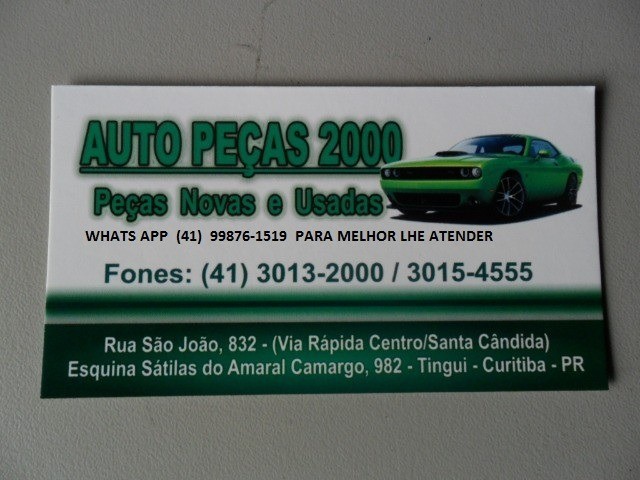 AUTO PEÇAS 2000
Peças Novas e Usadas
WHATS APP (41) 99876-1519 PARA MELHOR LHE ATENDER
Fones: (41) 3013-2000 / 3015-4555
Rua São João, 832 - (Via Rápida Centro/Santa Cândida)
Esquina Sátilas do Amaral Camargo, 982 - Tingui - Curitiba - PR